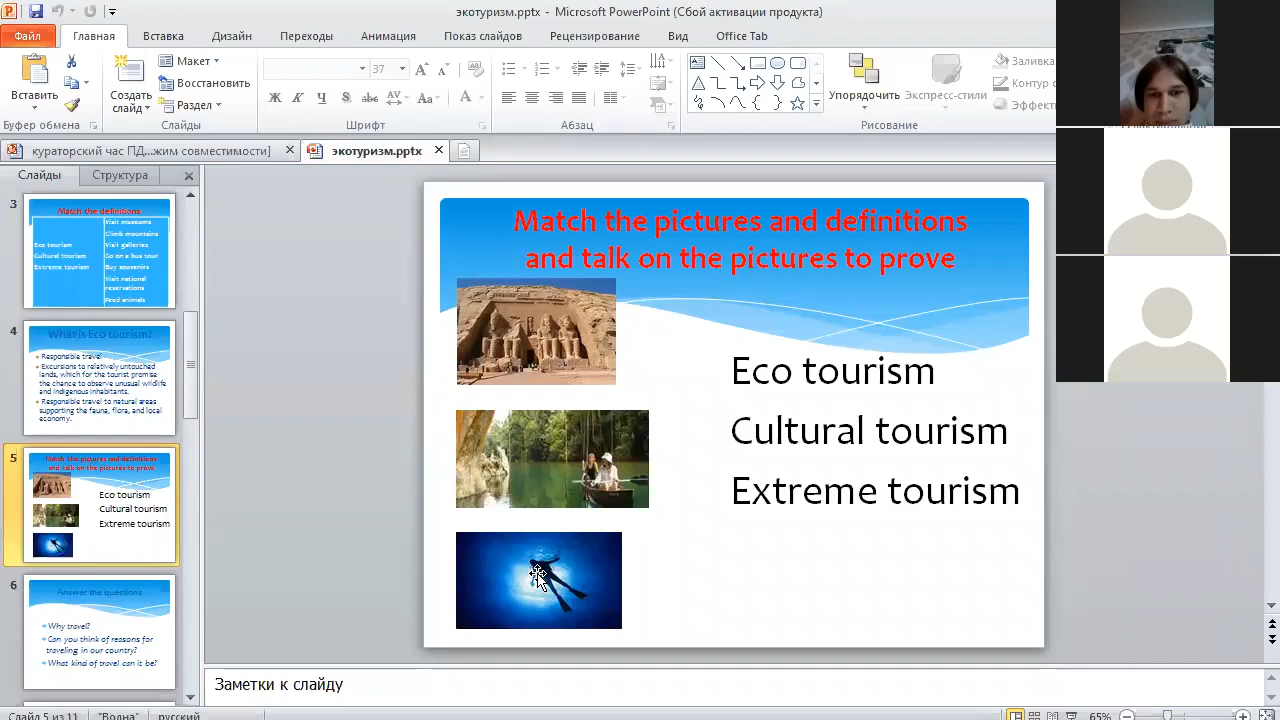 экотуризм.pptx - Microsoft PowerPoint (Сбой активации продукта)
Файл Главная Вставка Дизайн Переходы Анимация Показ слайдов Рецензирование Вид Office Tab
Вставить
Буфер обмена
Создать слайд
Макет
Восстановить
Раздел
Слайды
37
Шрифт
Абзац
Упорядочить
Экспресс-стили
Заливка
Контур
Эффекты
Рисование
кураторский час ПД...жим совместимости]
экотуризм.pptx
Слайды Структура
3
Match the definitions
Eco tourism
Cultural tourism
Extreme tourism
Visit museums
Climb mountains
Visit galleries
Go on a bus tour
Buy souvenirs
Visit national
reservations
Feed animals
4
What is Eco tourism?
Responsible travel
Excursions to relatively untouched
lands, which for the tourist promise
the chance to observe unusual wildlife
and indigenous inhabitants.
Responsible travel to natural areas
supporting the fauna, flora, and local
economy.
5
Match the pictures and definitions
and talk on the pictures to prove
Eco tourism
Cultural tourism
Extreme tourism
6
Answer the questions
Why travel?
Can you think of reasons for
traveling in our country?
What kind of travel can it be?
Match the pictures and definitions
and talk on the pictures to prove
Eco tourism
Cultural tourism
Extreme tourism
Заметки к слайду
Слайд 5 из 11 "Волна" русский 65%